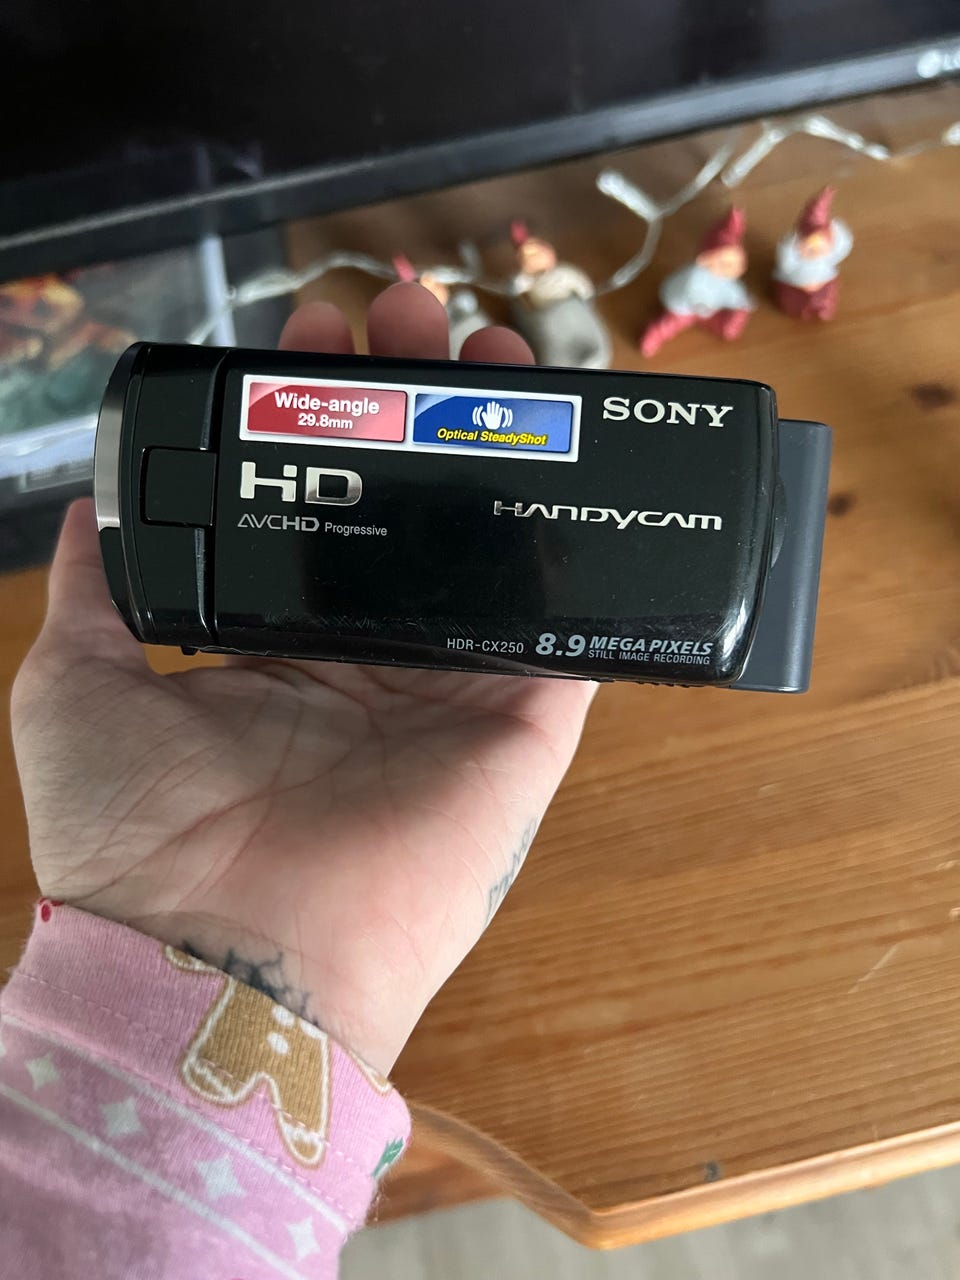 LG
Wide-angle
29.8mm
Optical SteadyShot
SONY
HD
HANDYCAM
AVCHD Progressive
HDR-CX250
8.9 MEGA PIXELS
STILL IMAGE RECORDING